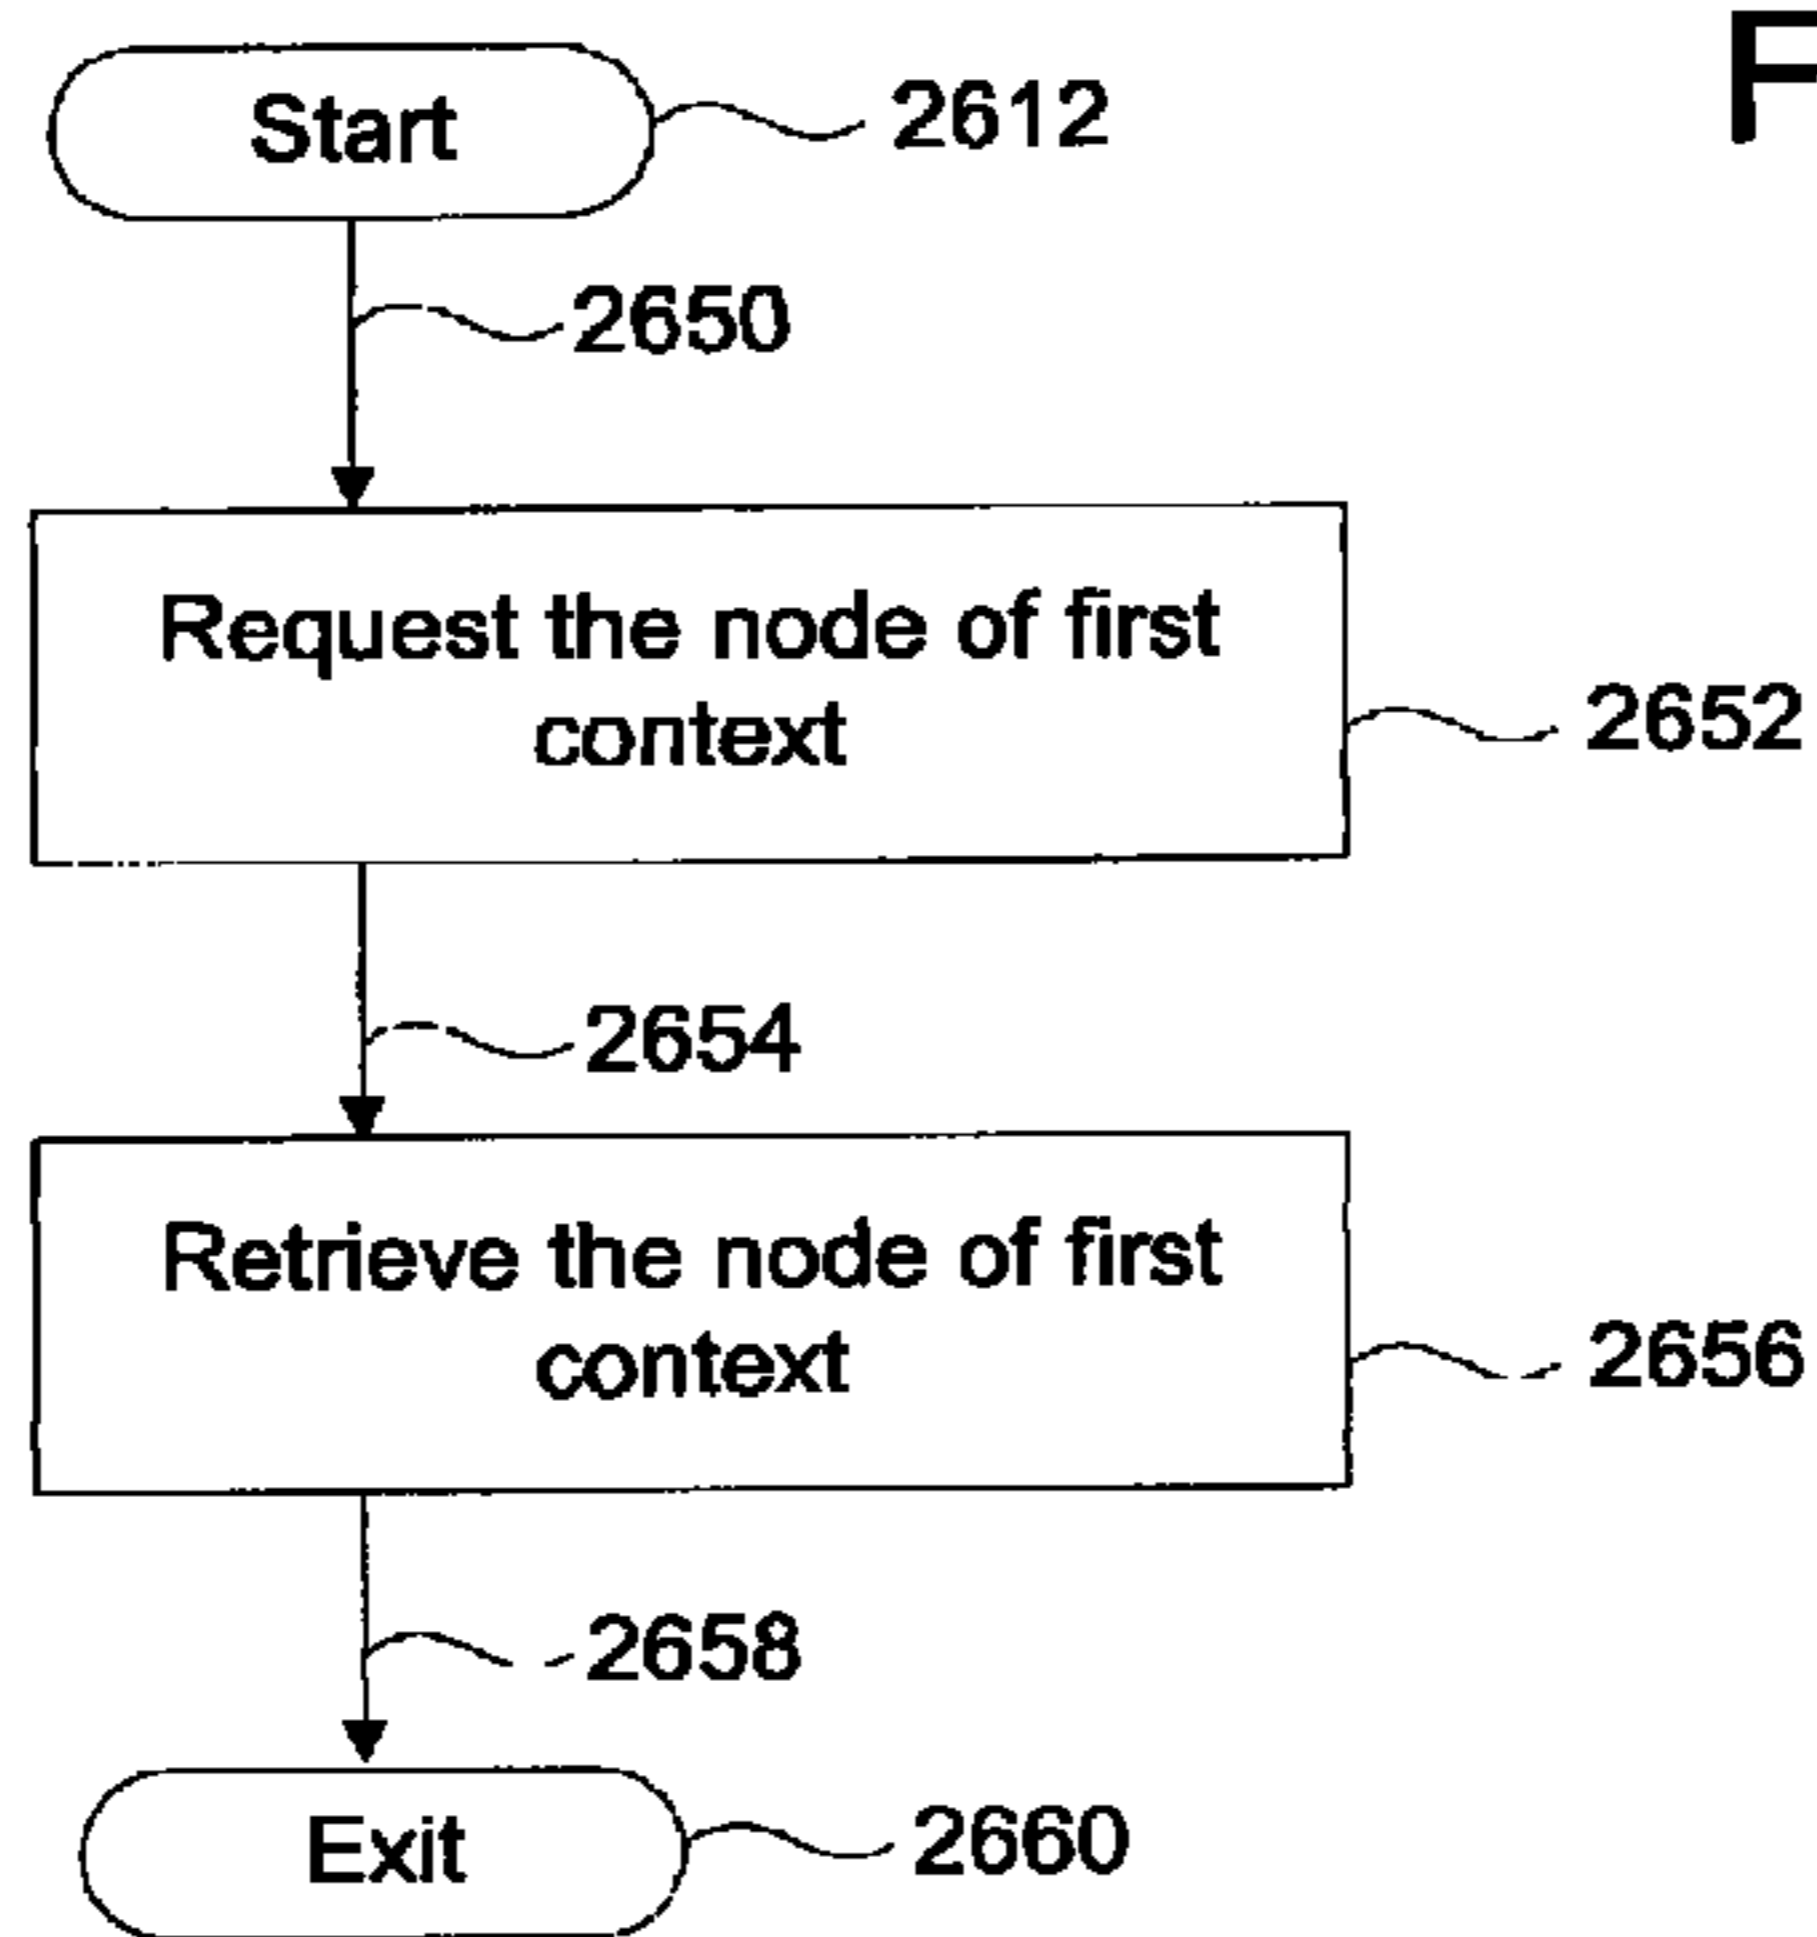 F
Start
2612
2650
Request the node of first
context
2652
2654
Retrieve the node of first
context
2656
2658
Exit
2660